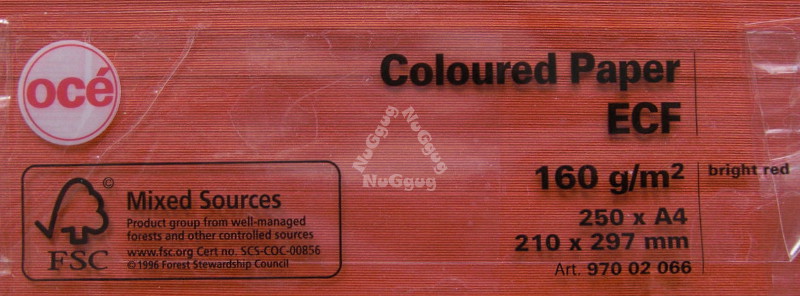 océ
Coloured Paper
ECF
160 g/m²
bright red
250 x A4
210 x 297 mm
Art. 970 02 066
©
FSC
Mixed Sources
Product group from well-managed
forests and other controlled sources
www.fsc.org Cert no. SCS-COC-00856
©1996 Forest Stewardship Council
NuGgug
NuGgug
NuGgug